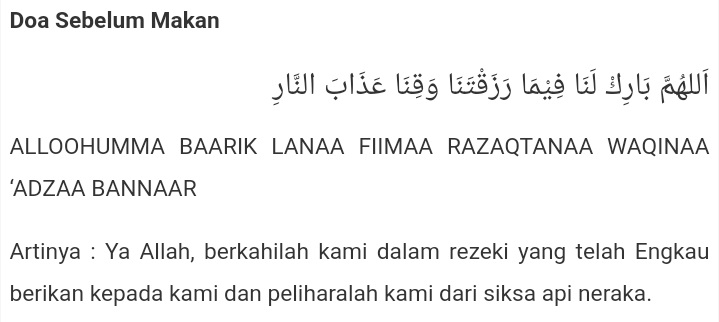 Doa Sebelum Makan
اَللهُمَّ بَارِكْ لَنَا فِيْمَا رَزَقْتَنَا وَقِنَا عَذَابَ النَّارِ
ALLOOHUMMA BAARIK LANAA FIIMAA RAZAQTANAA WAQINAA
‘ADZAA BANNAAR
Artinya : Ya Allah, berkahilah kami dalam rezeki yang telah Engkau
berikan kepada kami dan peliharalah kami dari siksa api neraka.